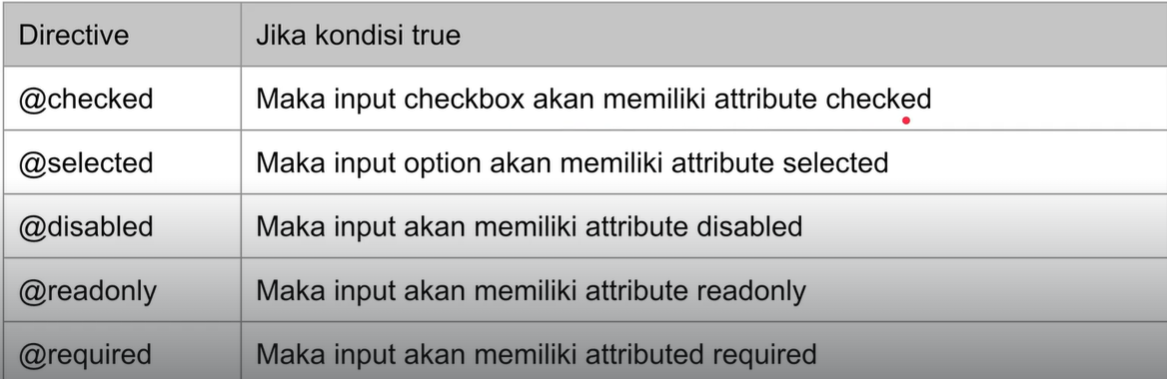 Directive Jika kondisi true
@checked Maka input checkbox akan memiliki attribute checked
@selected Maka input option akan memiliki attribute selected
@disabled Maka input akan memiliki attribute disabled
@readonly Maka input akan memiliki attribute readonly
@required Maka input akan memiliki attributed required